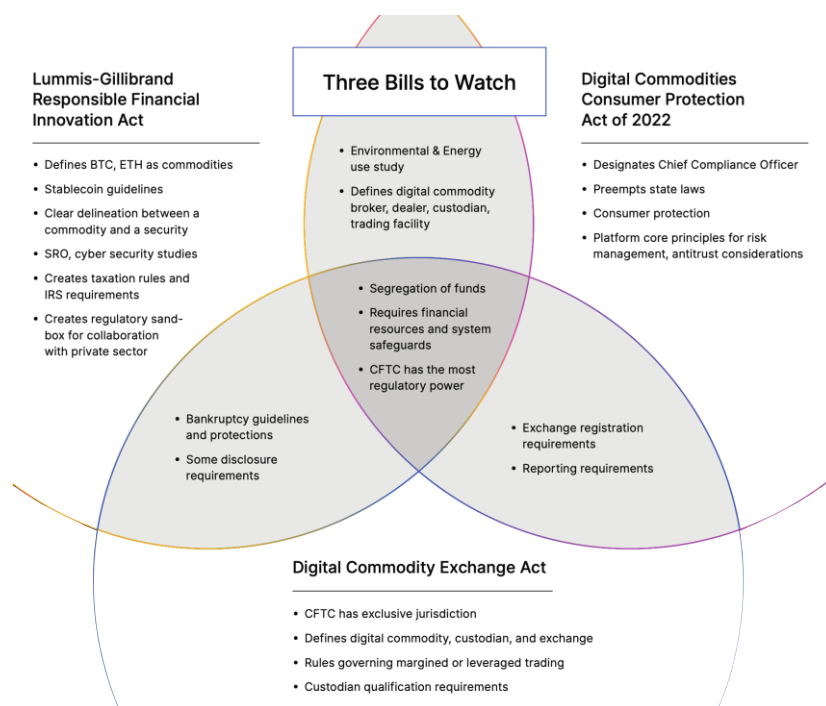 Three Bills to Watch
Lummis-Gillibrand
Responsible Financial
Innovation Act
• Defines BTC, ETH as commodities
• Stablecoin guidelines
• Clear delineation between a
commodity and a security
• SRO, cyber security studies
• Creates taxation rules and
IRS requirements
• Creates regulatory sand-
box for collaboration
with private sector
• Environmental & Energy
use study
• Defines digital commodity
broker, dealer, custodian,
trading facility
Digital Commodities
Consumer Protection
Act of 2022
• Designates Chief Compliance Officer
• Preempts state laws
• Consumer protection
• Platform core principles for risk
management, antitrust considerations
• Segregation of funds
• Requires financial
resources and system
safeguards
• CFTC has the most
regulatory power
• Bankruptcy guidelines
and protections
• Some disclosure
requirements
• Exchange registration
requirements
• Reporting requirements
Digital Commodity Exchange Act
• CFTC has exclusive jurisdiction
• Defines digital commodity, custodian, and exchange
• Rules governing margined or leveraged trading
• Custodian qualification requirements